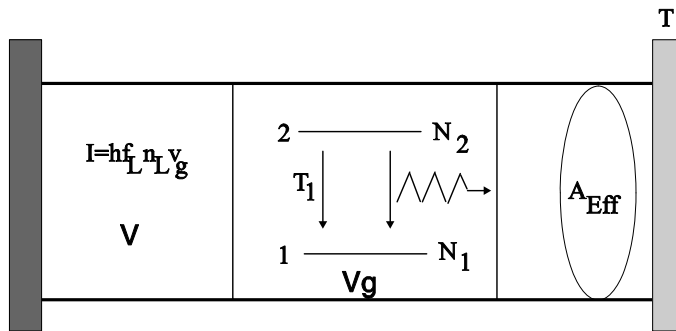 T
I=hf_L n_L v_g
2 N_2
T_1
A_Eff
V
1 N_1
Vg